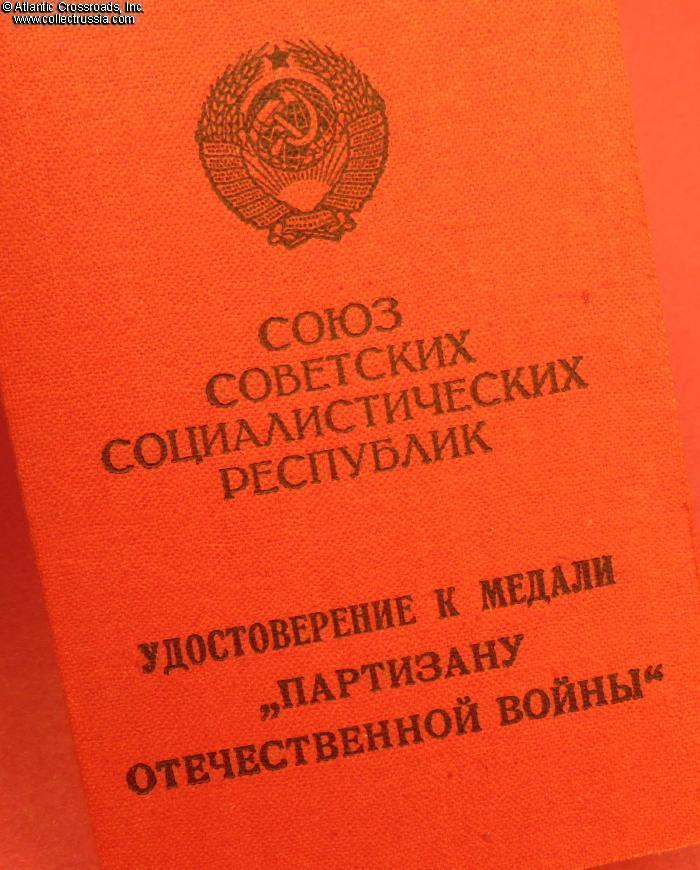 © Atlantic Crossroads, Inc.
www.collectrussia.com
СОЮЗ
СОВЕТСКИХ
СОЦИАЛИСТИЧЕСКИХ
РЕСПУБЛИК
УДОСТОВЕРЕНИЕ К МЕДАЛИ
„ПАРТИЗАНУ
ОТЕЧЕСТВЕННОЙ ВОЙНЫ“